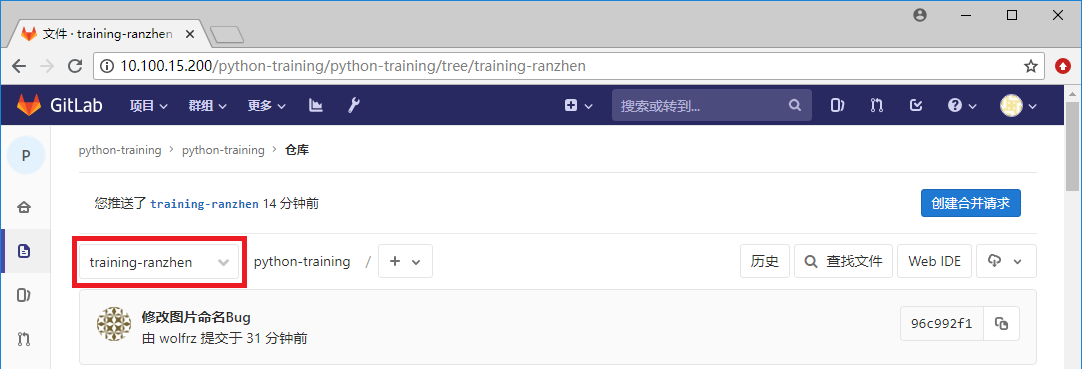 文件 · training-ranzhen
10.100.15.200/python-training/python-training/tree/training-ranzhen
GitLab 项目 群组 更多 搜索或转到...
P
python-training > python-training > 仓库
您推送了 training-ranzhen 14 分钟前 创建合并请求
training-ranzhen python-training / + 历史 查找文件 Web IDE
修改图片命名Bug
由 wolfrz 提交于 31 分钟前 96c992f1